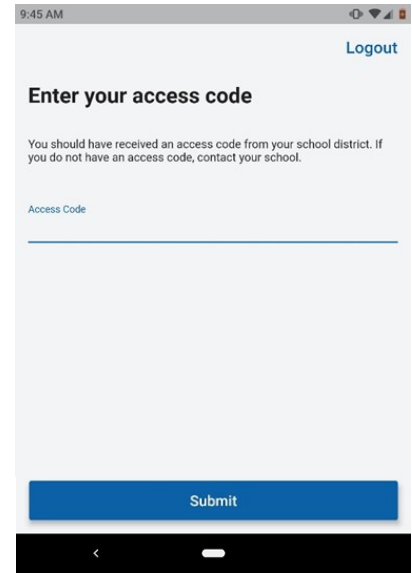 9:45 AM
Logout
Enter your access code
You should have received an access code from your school district. If
you do not have an access code, contact your school.
Access Code
Submit